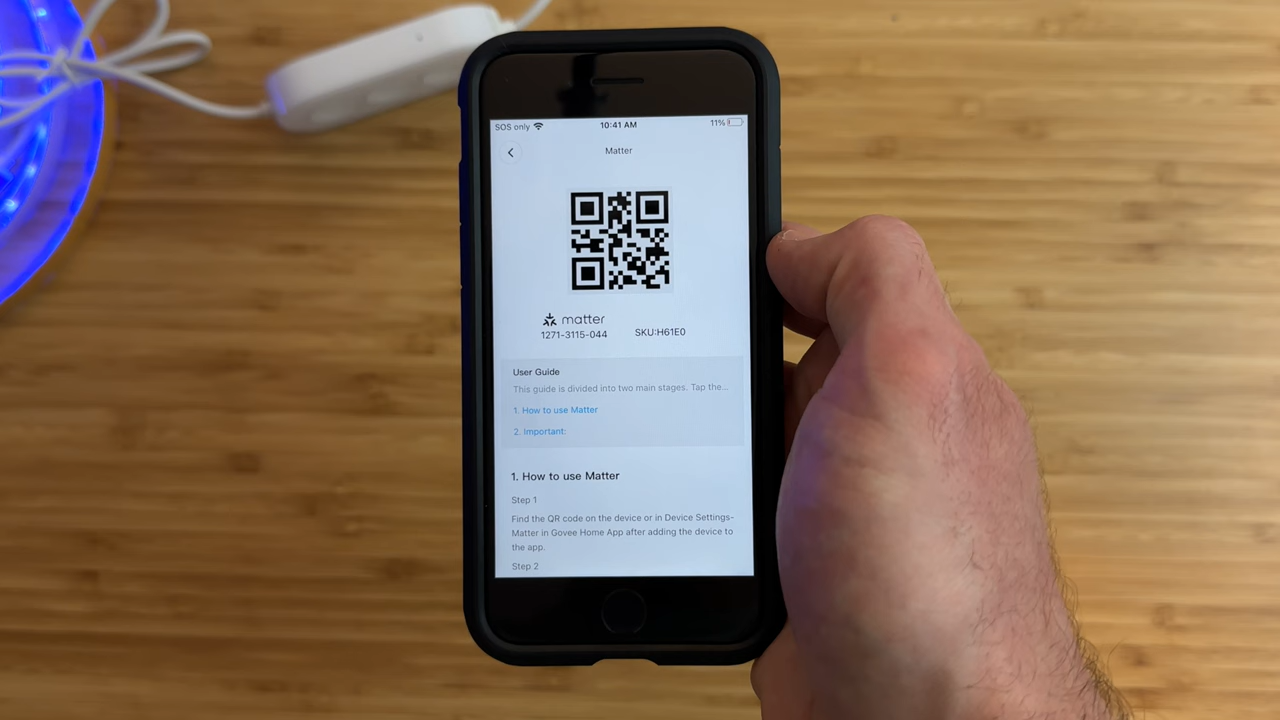 SOS only 10:41 AM 11%
Matter
matter
1271-3115-044 SKU:H61E0
User Guide
This guide is divided into two main stages. Tap the...
1. How to use Matter
2. Important:
1. How to use Matter
Step 1
Find the QR code on the device or in Device Settings-
Matter in Govee Home App after adding the device to
the app.
Step 2